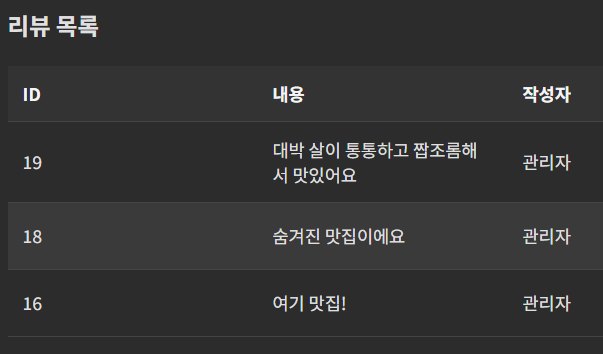 리뷰 목록
ID 내용 작성자
19 대박 살이 통통하고 짭조롬해
서 맛있어요 관리자
18 숨겨진 맛집이에요 관리자
16 여기 맛집! 관리자